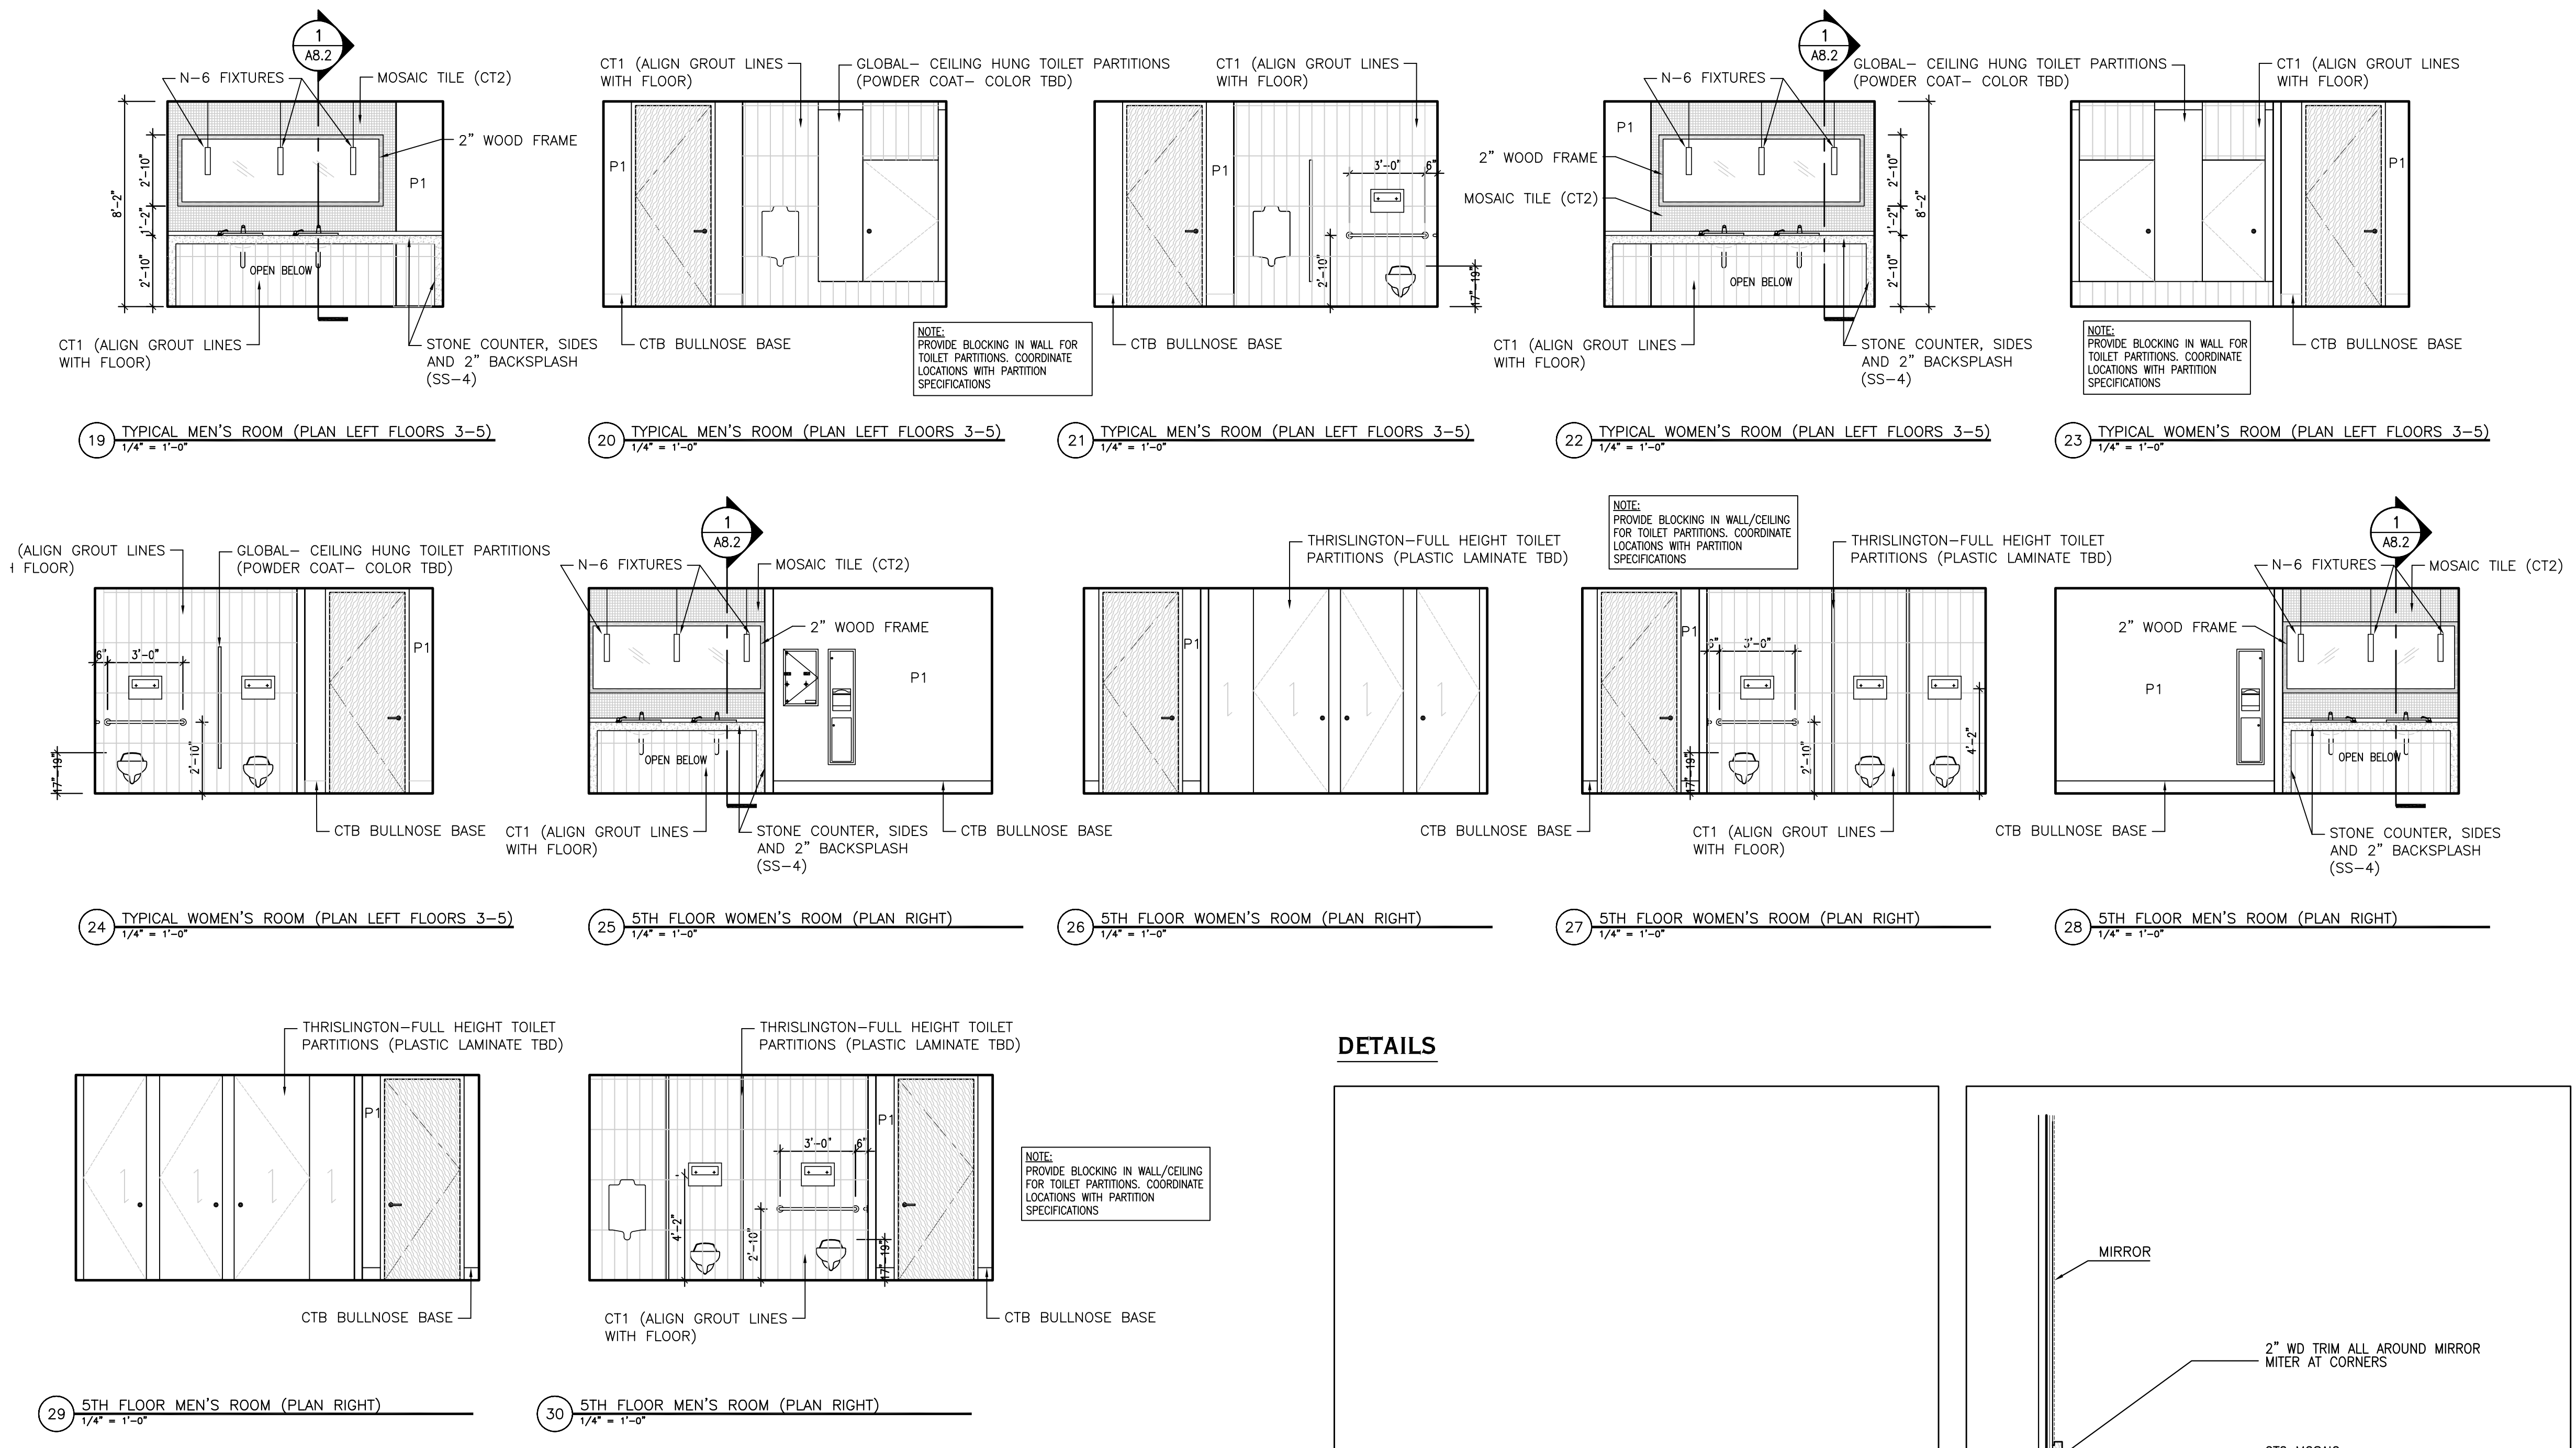 1
A8.2
N-6 FIXTURES
MOSAIC TILE (CT2)
2" WOOD FRAME
P1
8'-2"
2'-10"
1'-2"
2'-10"
OPEN BELOW
CT1 (ALIGN GROUT LINES
WITH FLOOR)
STONE COUNTER, SIDES
AND 2" BACKSPLASH
(SS-4)
19 TYPICAL MEN'S ROOM (PLAN LEFT FLOORS 3-5)
1/4" = 1'-0"
CT1 (ALIGN GROUT LINES
WITH FLOOR)
GLOBAL- CEILING HUNG TOILET PARTITIONS
(POWDER COAT- COLOR TBD)
P1
CTB BULLNOSE BASE
NOTE:
PROVIDE BLOCKING IN WALL FOR
TOILET PARTITIONS. COORDINATE
LOCATIONS WITH PARTITION
SPECIFICATIONS
20 TYPICAL MEN'S ROOM (PLAN LEFT FLOORS 3-5)
1/4" = 1'-0"
CT1 (ALIGN GROUT LINES
WITH FLOOR)
P1
3'-0"
6"
2'-10"
17"-19"
CTB BULLNOSE BASE
21 TYPICAL MEN'S ROOM (PLAN LEFT FLOORS 3-5)
1/4" = 1'-0"
1
A8.2
N-6 FIXTURES
P1
2" WOOD FRAME
MOSAIC TILE (CT2)
2'-10"
1'-2"
2'-10"
8'-2"
OPEN BELOW
CT1 (ALIGN GROUT LINES
WITH FLOOR)
STONE COUNTER, SIDES
AND 2" BACKSPLASH
(SS-4)
22 TYPICAL WOMEN'S ROOM (PLAN LEFT FLOORS 3-5)
1/4" = 1'-0"
GLOBAL- CEILING HUNG TOILET PARTITIONS
(POWDER COAT- COLOR TBD)
CT1 (ALIGN GROUT LINES
WITH FLOOR)
P1
NOTE:
PROVIDE BLOCKING IN WALL FOR
TOILET PARTITIONS. COORDINATE
LOCATIONS WITH PARTITION
SPECIFICATIONS
CTB BULLNOSE BASE
23 TYPICAL WOMEN'S ROOM (PLAN LEFT FLOORS 3-5)
1/4" = 1'-0"
(ALIGN GROUT LINES
FLOOR)
GLOBAL- CEILING HUNG TOILET PARTITIONS
(POWDER COAT- COLOR TBD)
6"
3'-0"
P1
2'-10"
17"-19"
CTB BULLNOSE BASE
24 TYPICAL WOMEN'S ROOM (PLAN LEFT FLOORS 3-5)
1/4" = 1'-0"
1
A8.2
N-6 FIXTURES
MOSAIC TILE (CT2)
2" WOOD FRAME
P1
OPEN BELOW
CT1 (ALIGN GROUT LINES
WITH FLOOR)
STONE COUNTER, SIDES
AND 2" BACKSPLASH
(SS-4)
CTB BULLNOSE BASE
25 5TH FLOOR WOMEN'S ROOM (PLAN RIGHT)
1/4" = 1'-0"
THRISLINGTON-FULL HEIGHT TOILET
PARTITIONS (PLASTIC LAMINATE TBD)
P1
26 5TH FLOOR WOMEN'S ROOM (PLAN RIGHT)
1/4" = 1'-0"
NOTE:
PROVIDE BLOCKING IN WALL/CEILING
FOR TOILET PARTITIONS. COORDINATE
LOCATIONS WITH PARTITION
SPECIFICATIONS
THRISLINGTON-FULL HEIGHT TOILET
PARTITIONS (PLASTIC LAMINATE TBD)
P1
6"
3'-0"
17"-19"
2'-10"
4'-2"
CTB BULLNOSE BASE
CT1 (ALIGN GROUT LINES
WITH FLOOR)
27 5TH FLOOR WOMEN'S ROOM (PLAN RIGHT)
1/4" = 1'-0"
1
A8.2
N-6 FIXTURES
MOSAIC TILE (CT2)
2" WOOD FRAME
P1
OPEN BELOW
CTB BULLNOSE BASE
STONE COUNTER, SIDES
AND 2" BACKSPLASH
(SS-4)
28 5TH FLOOR MEN'S ROOM (PLAN RIGHT)
1/4" = 1'-0"
THRISLINGTON-FULL HEIGHT TOILET
PARTITIONS (PLASTIC LAMINATE TBD)
P1
CTB BULLNOSE BASE
29 5TH FLOOR MEN'S ROOM (PLAN RIGHT)
1/4" = 1'-0"
THRISLINGTON-FULL HEIGHT TOILET
PARTITIONS (PLASTIC LAMINATE TBD)
P1
3'-0"
6"
4'-2"
2'-10"
17"-19"
NOTE:
PROVIDE BLOCKING IN WALL/CEILING
FOR TOILET PARTITIONS. COORDINATE
LOCATIONS WITH PARTITION
SPECIFICATIONS
CT1 (ALIGN GROUT LINES
WITH FLOOR)
CTB BULLNOSE BASE
30 5TH FLOOR MEN'S ROOM (PLAN RIGHT)
1/4" = 1'-0"
DETAILS
MIRROR
2" WD TRIM ALL AROUND MIRROR
MITER AT CORNERS